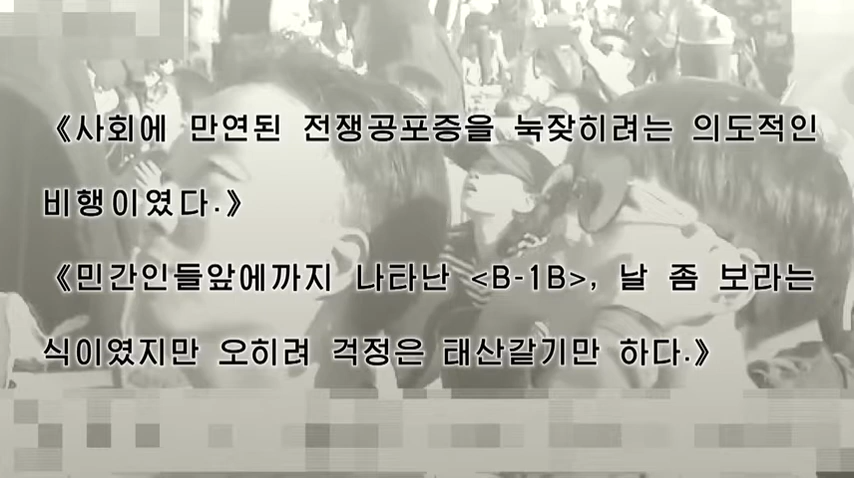 《사회에 만연된 전쟁공포증을 눅잦히려는 의도적인
비행이였다.》
《민간인들앞에까지 나타난 <B-1B>, 날 좀 보라는
식이였지만 오히려 걱정은 태산같기만 하다.》